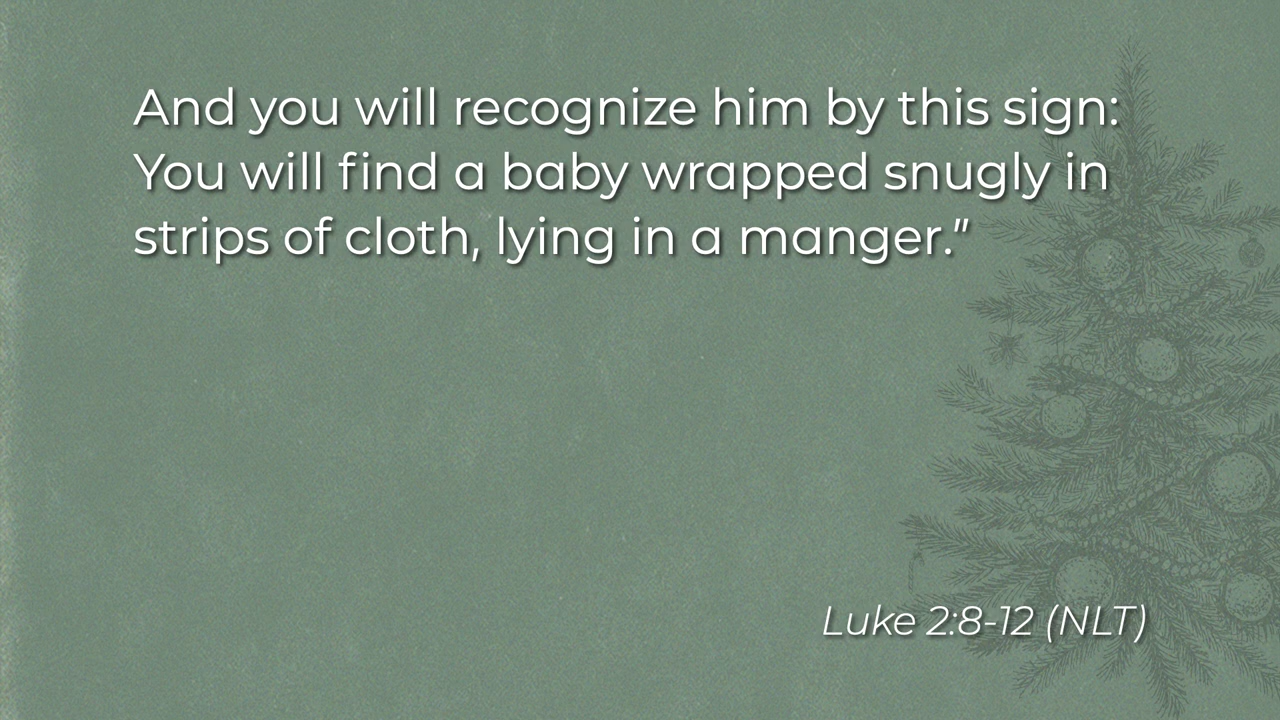 And you will recognize him by this sign:
You will find a baby wrapped snugly in
strips of cloth, lying in a manger.”
Luke 2:8-12 (NLT)